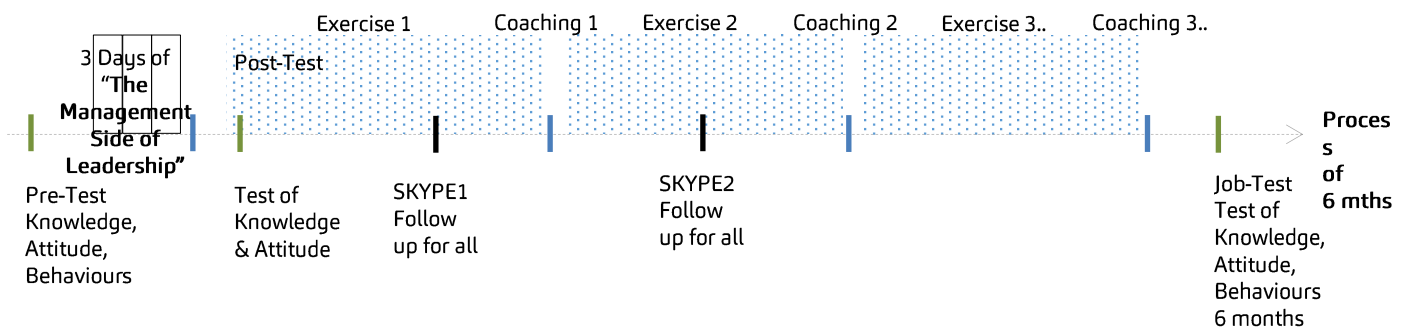 Exercise 1
Coaching 1
Exercise 2
Coaching 2
Exercise 3..
Coaching 3..
3 Days of
“The
Management
Side of
Leadership”
Post-Test
Proces
s
of
6 mths
Pre-Test
Knowledge,
Attitude,
Behaviours
Test of
Knowledge
& Attitude
SKYPE1
Follow
up for all
SKYPE2
Follow
up for all
Job-Test
Test of
Knowledge,
Attitude,
Behaviours
6 months